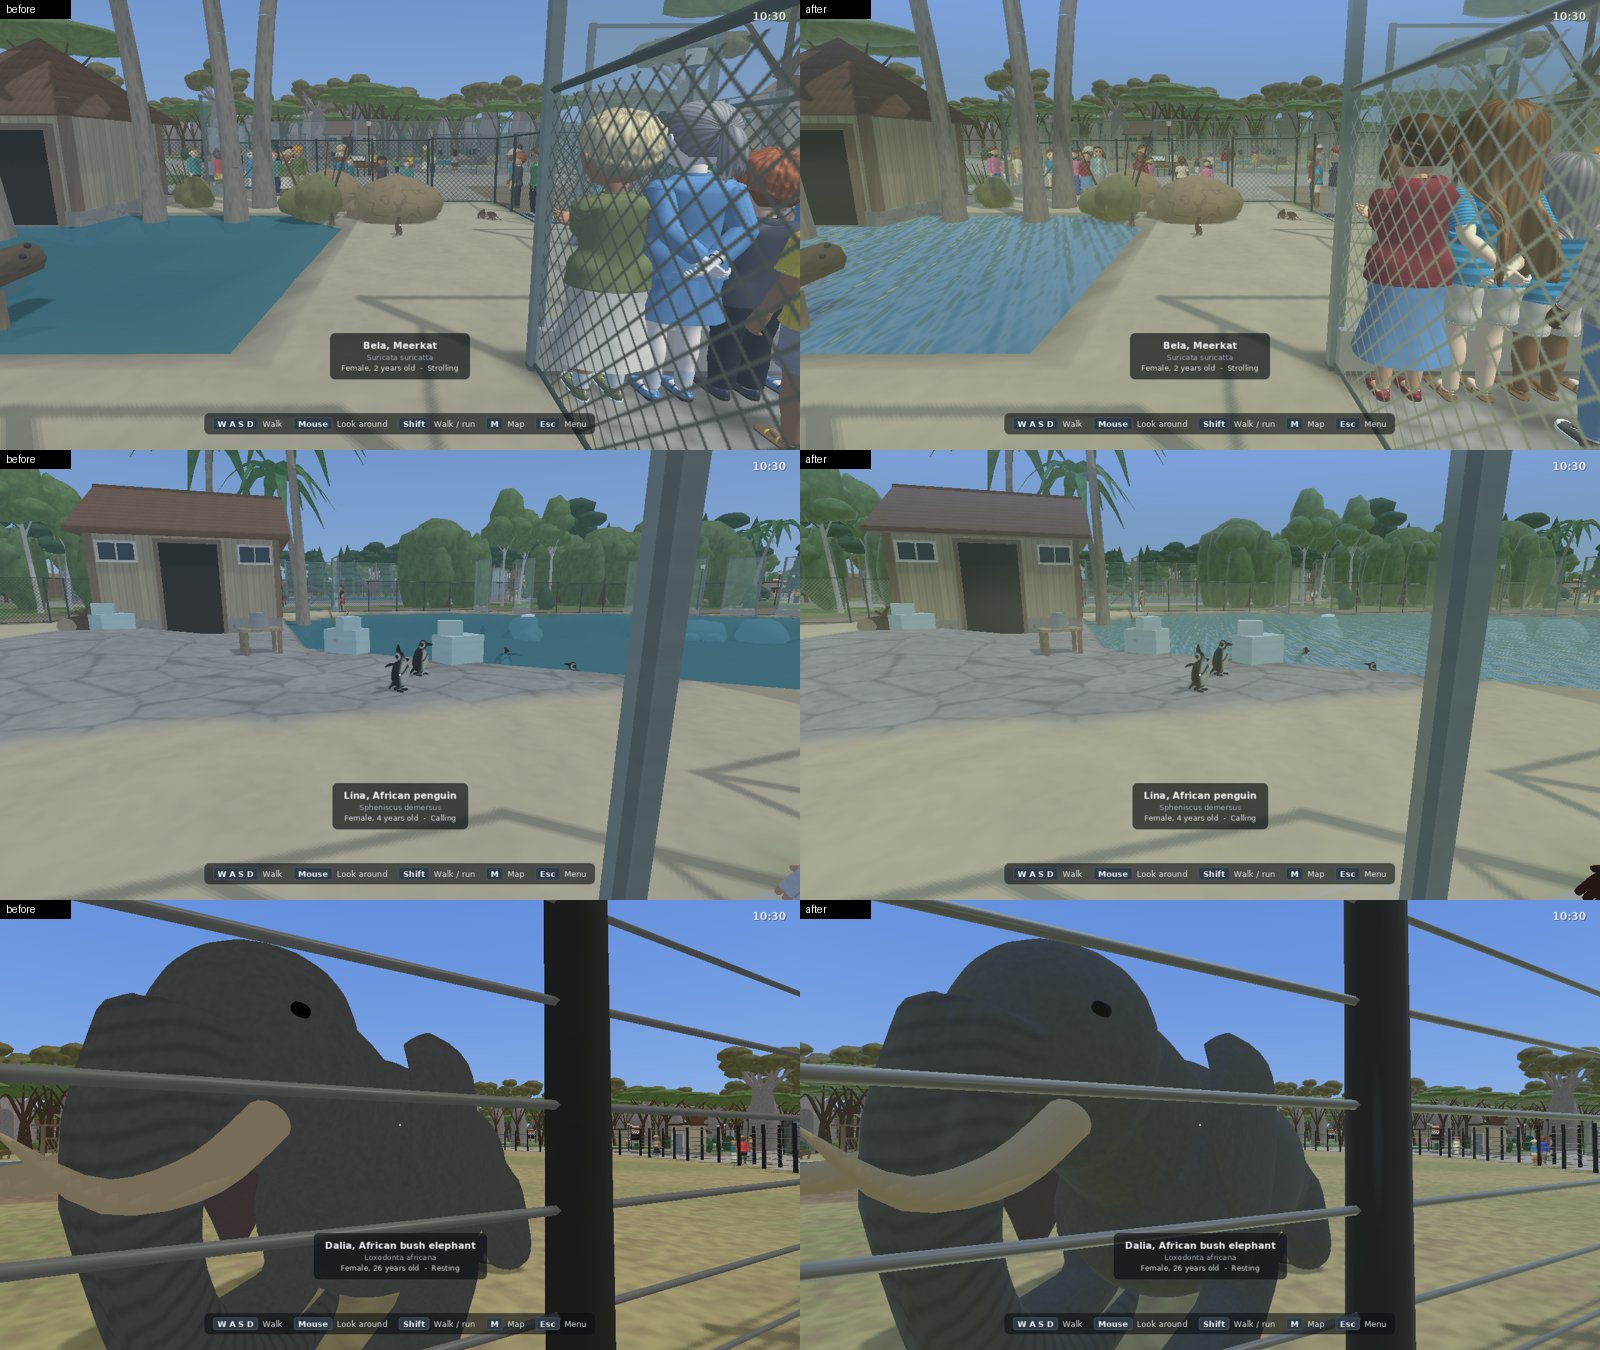 before
10:30
Bela, Meerkat
Suricata suricatta
Female, 2 years old - Strolling
W A S D Walk Mouse Look around Shift Walk / run M Map Esc Menu
after
10:30
Bela, Meerkat
Suricata suricatta
Female, 2 years old - Strolling
W A S D Walk Mouse Look around Shift Walk / run M Map Esc Menu
before
10:30
Lina, African penguin
Spheniscus demersus
Female, 4 years old - Calling
W A S D Walk Mouse Look around Shift Walk / run M Map Esc Menu
after
10:30
Lina, African penguin
Spheniscus demersus
Female, 4 years old - Calling
W A S D Walk Mouse Look around Shift Walk / run M Map Esc Menu
before
10:30
Dalia, African bush elephant
Loxodonta africana
Female, 26 years old - Resting
W A S D Walk Mouse Look around Shift Walk / run M Map Esc Menu
after
10:30
Dalia, African bush elephant
Loxodonta africana
Female, 26 years old - Resting
W A S D Walk Mouse Look around Shift Walk / run M Map Esc Menu